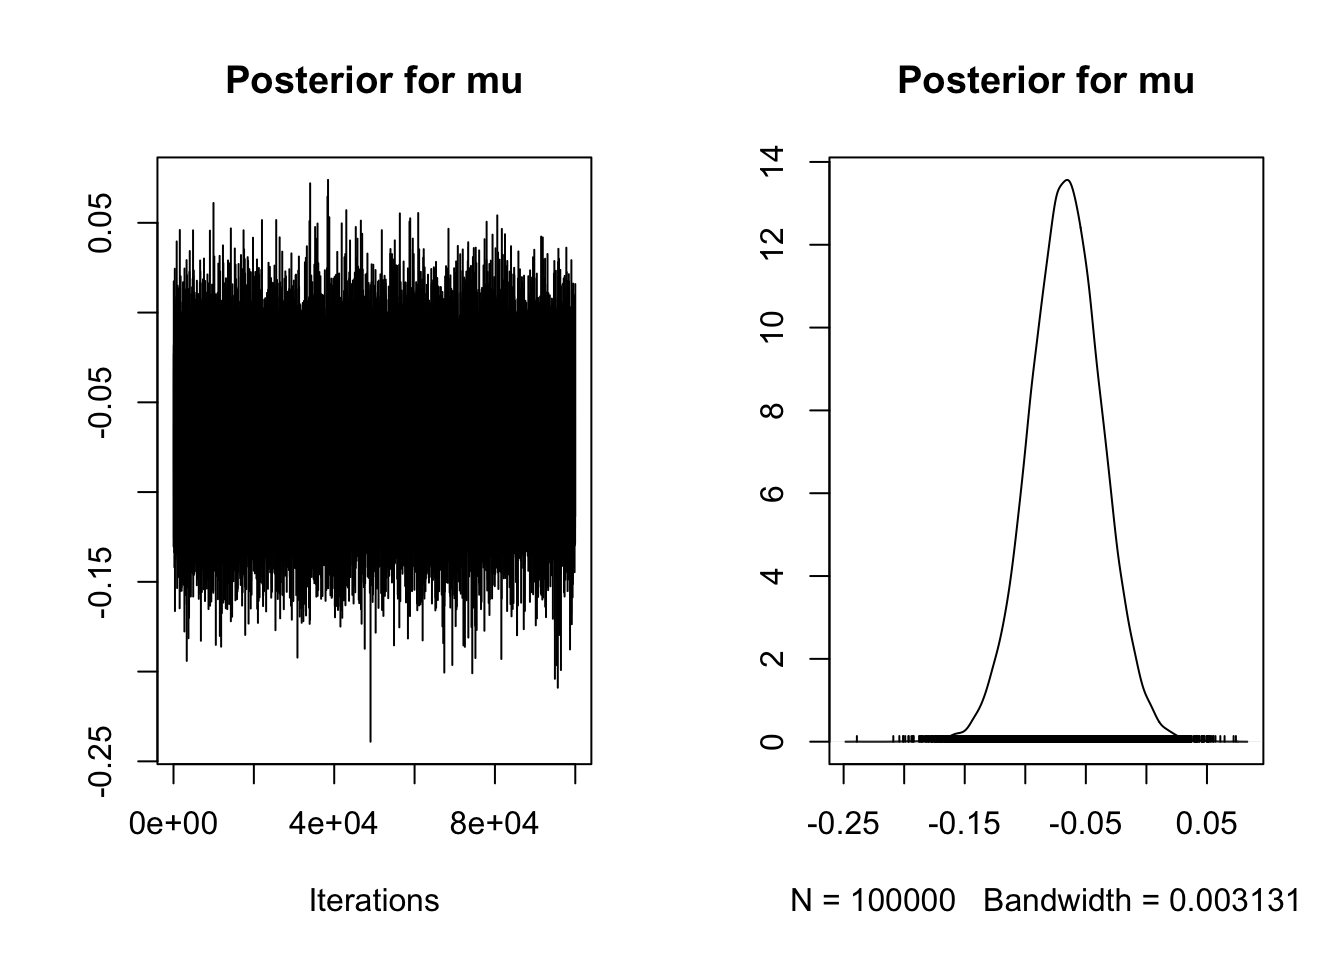 Posterior for mu
0.05
-0.05
-0.15
-0.25
0e+00 4e+04 8e+04
Iterations
Posterior for mu
14
12
10
8
6
4
2
0
-0.25 -0.15 -0.05 0.05
N = 100000 Bandwidth = 0.003131